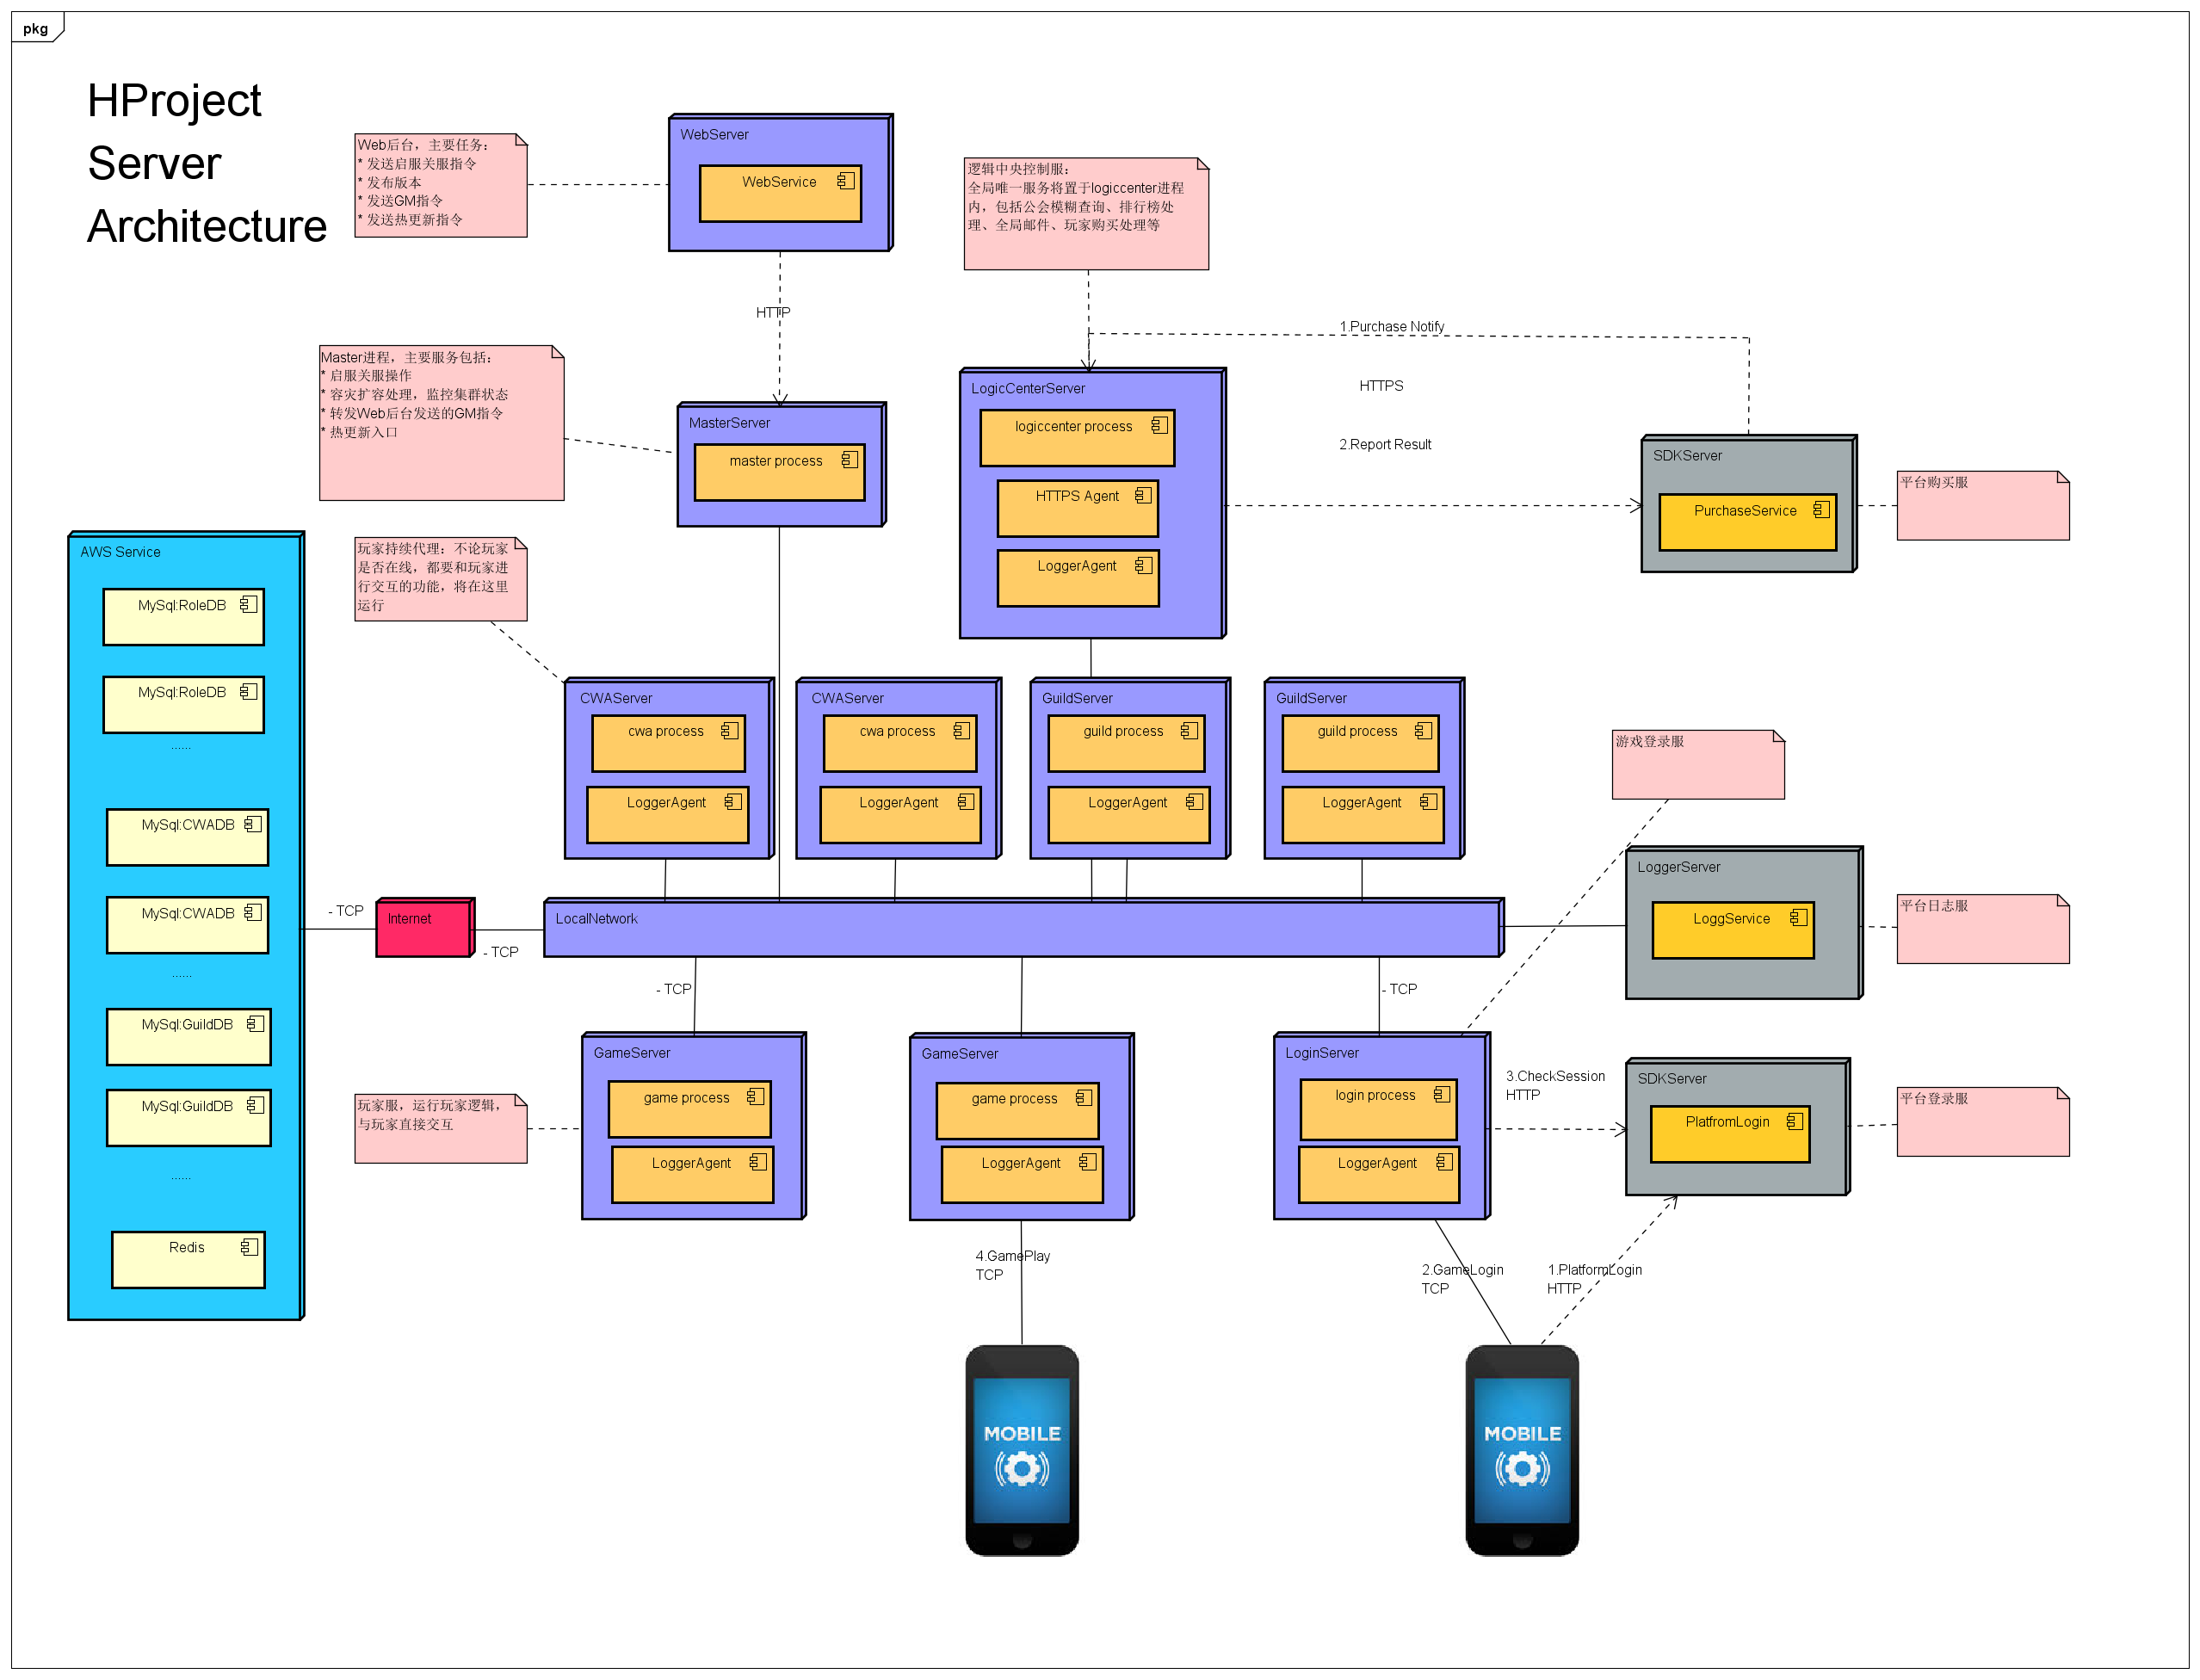 pkg
HProject
Server
Architecture
Web后台，主要任务：
* 发送启服关服指令
* 发布版本
* 发送GM指令
* 发送热更新指令
WebServer
WebService
逻辑中央控制服：
全局唯一服务将置于logiccenter进程
内，包括公会模糊查询、排行榜处
理、全局邮件、玩家购买处理等
HTTP
1.Purchase Notify
HTTPS
2.Report Result
Master进程，主要服务包括：
* 启服关服操作
* 容灾扩容处理，监控集群状态
* 转发Web后台发送的GM指令
* 热更新入口
MasterServer
master process
LogicCenterServer
logiccenter process
HTTPS Agent
LoggerAgent
SDKServer
PurchaseService
平台购买服
AWS Service
MySql:RoleDB
MySql:RoleDB
......
MySql:CWADB
MySql:CWADB
......
MySql:GuildDB
MySql:GuildDB
......
Redis
玩家持续代理：不论玩家
是否在线，都要和玩家进
行交互的功能，将在这里
运行
CWAServer
cwa process
LoggerAgent
CWAServer
cwa process
LoggerAgent
GuildServer
guild process
LoggerAgent
GuildServer
guild process
LoggerAgent
游戏登录服
LoggerServer
LoggService
平台日志服
- TCP
Internet
- TCP
LocalNetwork
- TCP
- TCP
玩家服，运行玩家逻辑，
与玩家直接交互
GameServer
game process
LoggerAgent
GameServer
game process
LoggerAgent
LoginServer
login process
LoggerAgent
3.CheckSession
HTTP
SDKServer
PlatfromLogin
平台登录服
4.GamePlay
TCP
2.GameLogin
TCP
1.PlatformLogin
HTTP
MOBILE
MOBILE